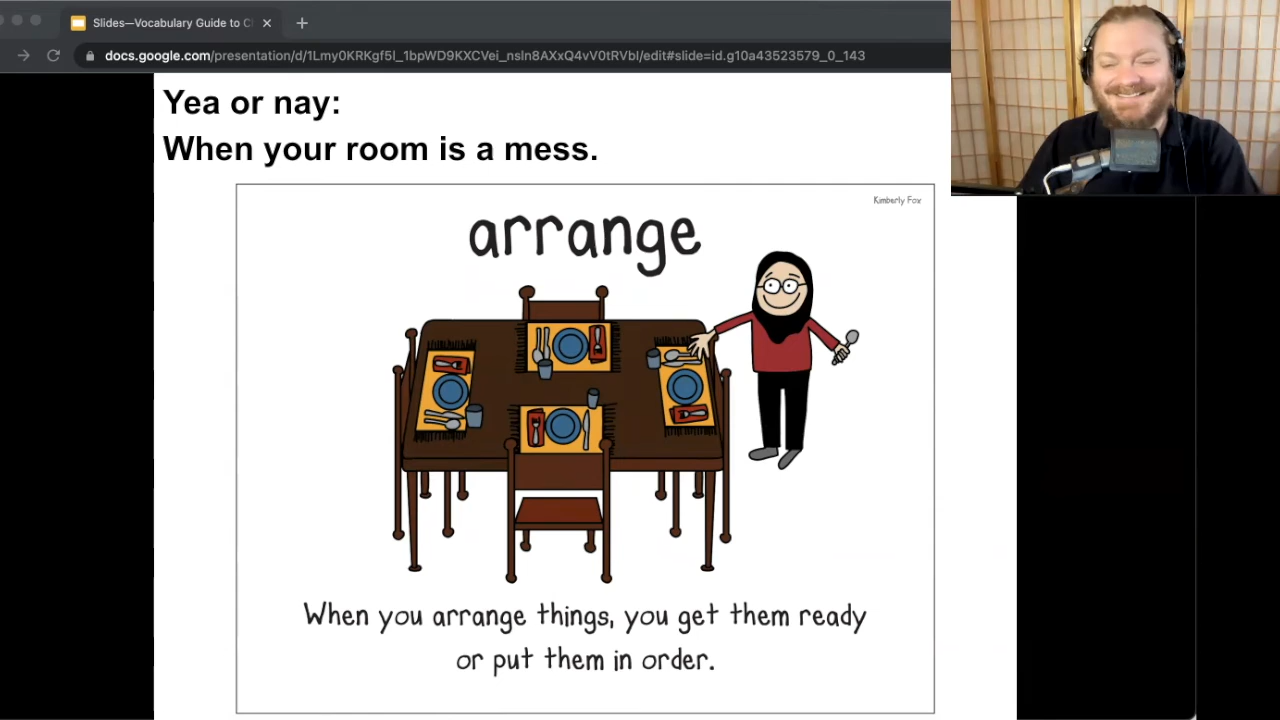 Slides—Vocabulary Guide to C
docs.google.com/presentation/d/1Lmy0KRKgf5I_1bpWD9KXCVei_nsIn8AXxQ4vV0tRVbI/edit#slide=id.g10a43523579_0_143
Yea or nay:
When your room is a mess.
Kimberly Fox
arrange
When you arrange things, you get them ready
or put them in order.